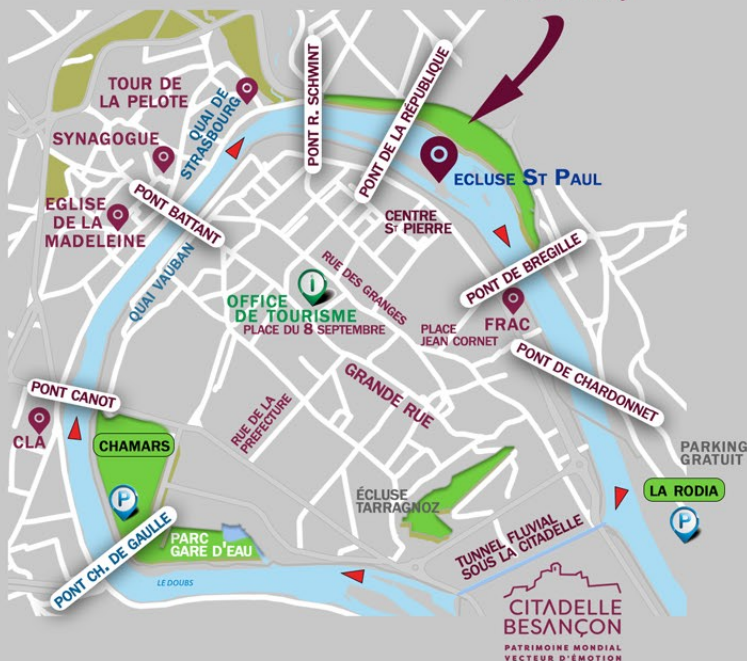 TOUR DE
LA PELOTE
QUAI DE
STRASBOURG
PONT R. SCHWINT
PONT DE LA RÉPUBLIQUE
SYNAGOGUE
ECLUSE ST PAUL
PONT BATTANT
EGLISE
DE LA
MADELEINE
CENTRE
ST PIERRE
QUAI VAUBAN
RUE DES GRANGES
PONT DE BREGILLE
i
OFFICE
DE TOURISME
PLACE DU 8 SEPTEMBRE
PLACE
JEAN CORNET
FRAC
PONT DE CHARDONNET
GRANDE RUE
PONT CANOT
RUE DE LA
PRÉFECTURE
CLA
CHAMARS
PARKING
GRATUIT
LA RODIA
P
P
ÉCLUSE
TARRAGNOZ
PARC
GARE D'EAU
TUNNEL FLUVIAL
SOUS LA CITADELLE
PONT CH. DE GAULLE
LE DOUBS
CITADELLE
BESANÇON
PATRIMOINE MONDIAL
VECTEUR D'ÉMOTION